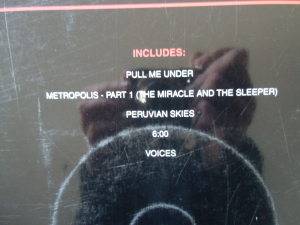 INCLUDES:
PULL ME UNDER
METROPOLIS - PART 1 (THE MIRACLE AND THE SLEEPER)
PERUVIAN SKIES
6:00
VOICES